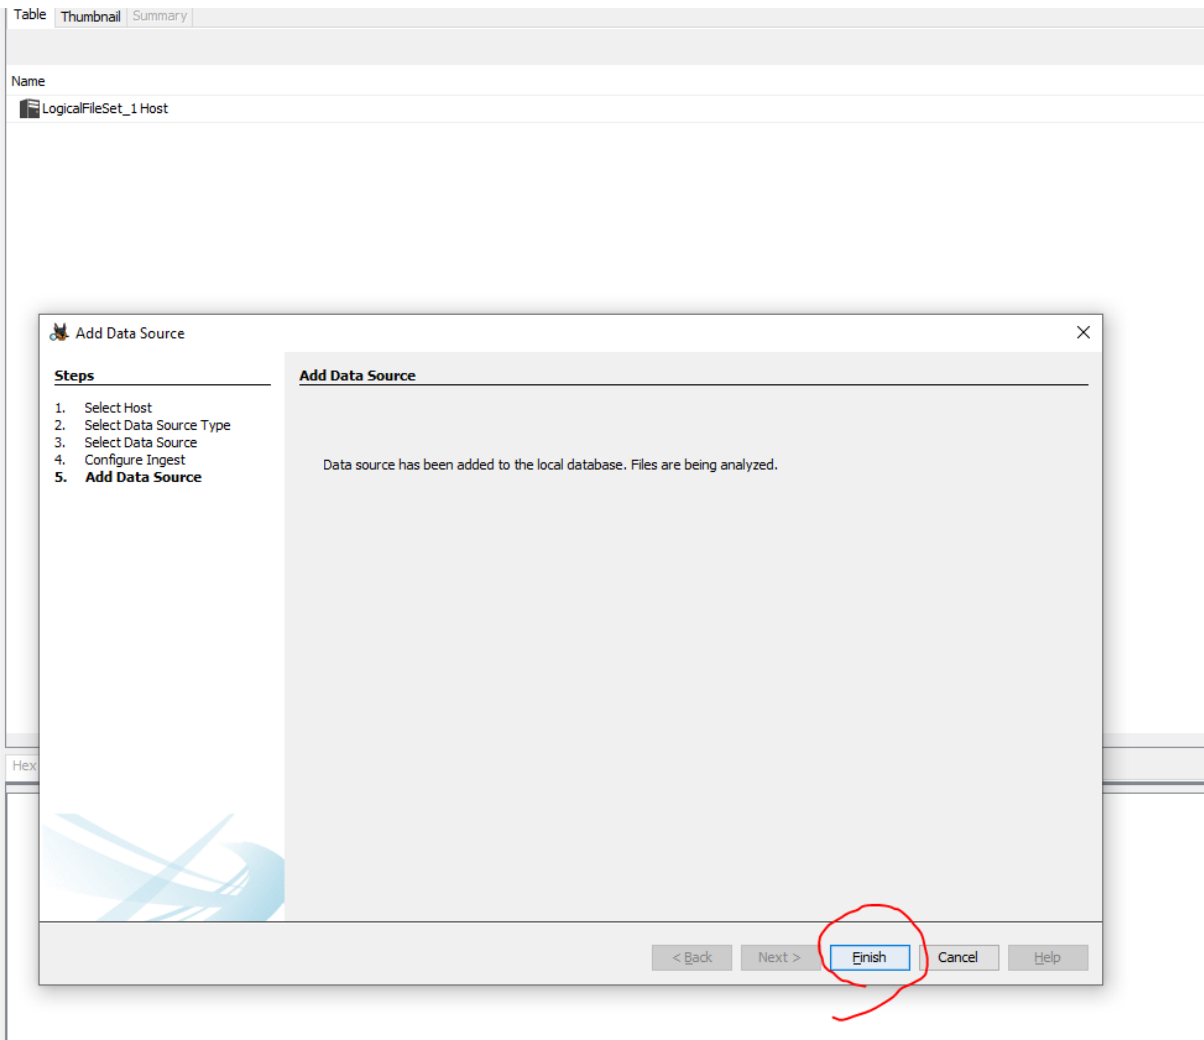 Table Thumbnail Summary
Name
LogicalFileSet_1 Host
Add Data Source
Steps
1. Select Host
2. Select Data Source Type
3. Select Data Source
4. Configure Ingest
5. Add Data Source
Add Data Source
Data source has been added to the local database. Files are being analyzed.
Hex
< Back Next > Finish Cancel Help